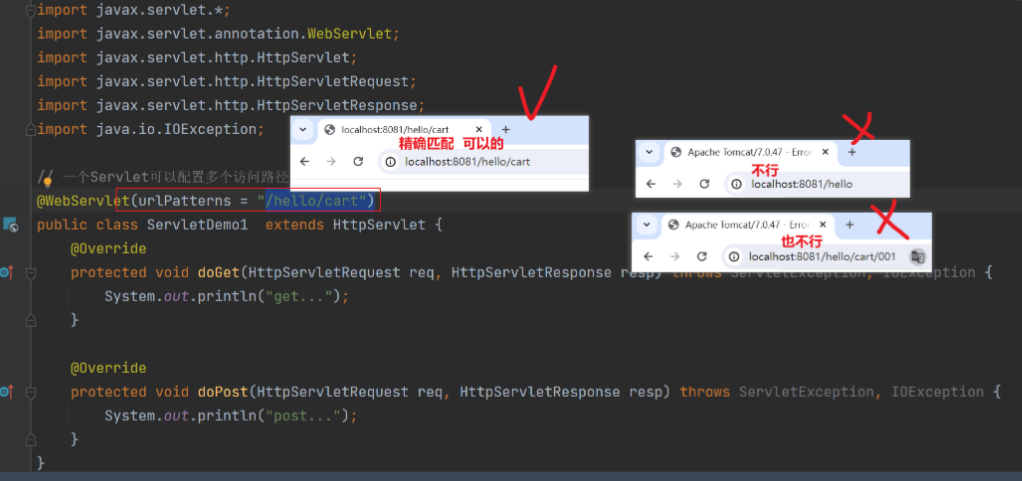 import javax.servlet.*;
import javax.servlet.annotation.WebServlet;
import javax.servlet.http.HttpServlet;
import javax.servlet.http.HttpServletRequest;
import javax.servlet.http.HttpServletResponse;
import java.io.IOException;
localhost:8081/hello/cart
精确匹配 可以的
localhost:8081/hello/cart
Apache Tomcat/7.0.47 - Erro
不行
localhost:8081/hello
Apache Tomcat/7.0.47 - Erro
也不行
localhost:8081/hello/cart/001
// 一个Servlet可以配置多个访问路径
@WebServlet(urlPatterns = "/hello/cart")
public class ServletDemo1  extends HttpServlet {
@Override
protected void doGet(HttpServletRequest req, HttpServletResponse resp) throws ServletException, IOException {
System.out.println("get...");
}
@Override
protected void doPost(HttpServletRequest req, HttpServletResponse resp) throws ServletException, IOException {
System.out.println("post...");
}
}